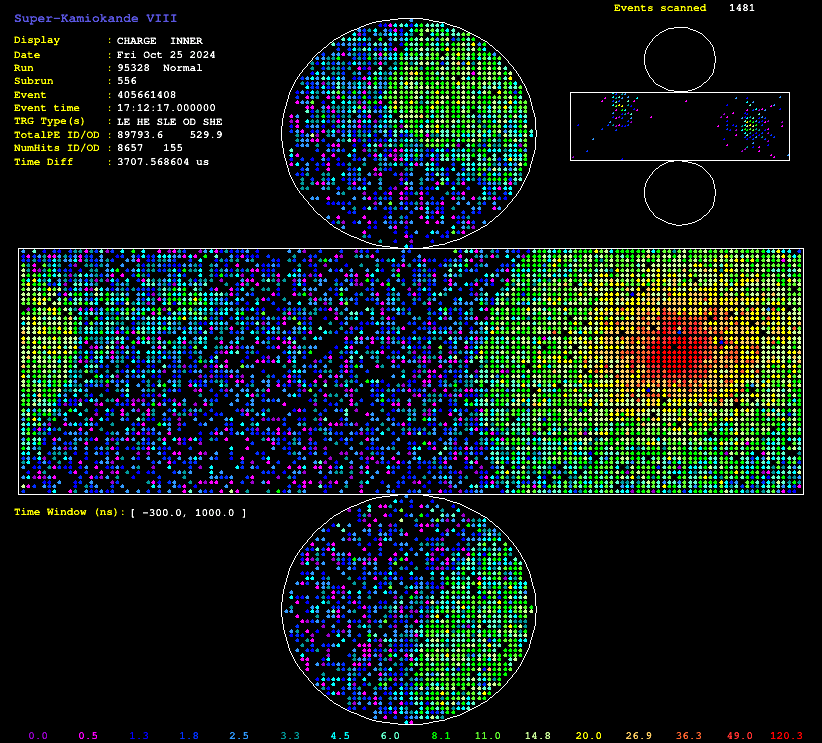 Super-Kamiokande VIII
Events scanned 1481
Display : CHARGE INNER
Date : Fri Oct 25 2024
Run : 95328 Normal
Subrun : 556
Event : 405661408
Event time : 17:12:17.000000
TRG Type(s) : LE HE SLE OD SHE
TotalPE ID/OD : 89793.6 529.9
NumHits ID/OD : 8657 155
Time Diff : 3707.568604 us
Time Window (ns): [ -300.0, 1000.0 ]
0.0 0.5 1.3 1.8 2.5 3.3 4.5 6.0 8.1 11.0 14.8 20.0 26.9 36.3 49.0 120.3